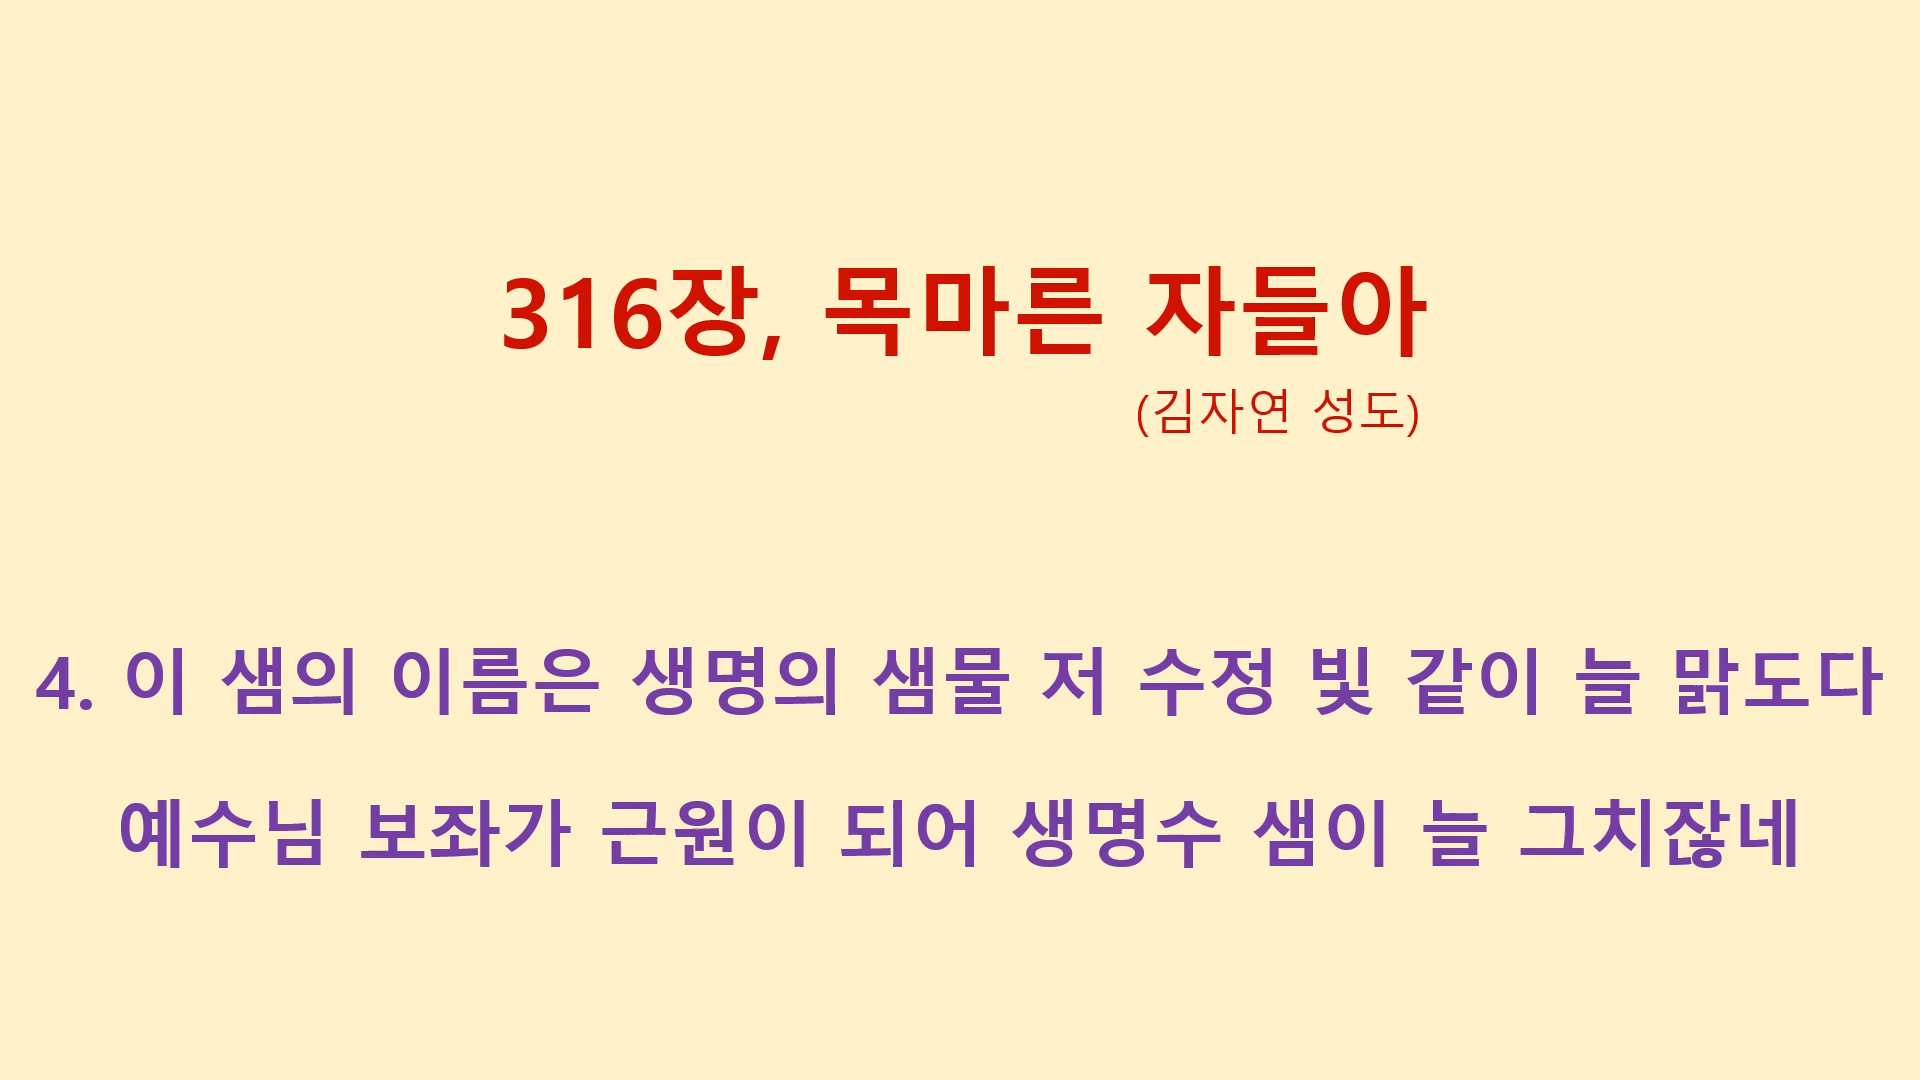 316장, 목마른 자들아
(김자연 성도)
4. 이 샘의 이름은 생명의 샘물 저 수정 빛 같이 늘 맑도다
예수님 보좌가 근원이 되어 생명수 샘이 늘 그치잖네